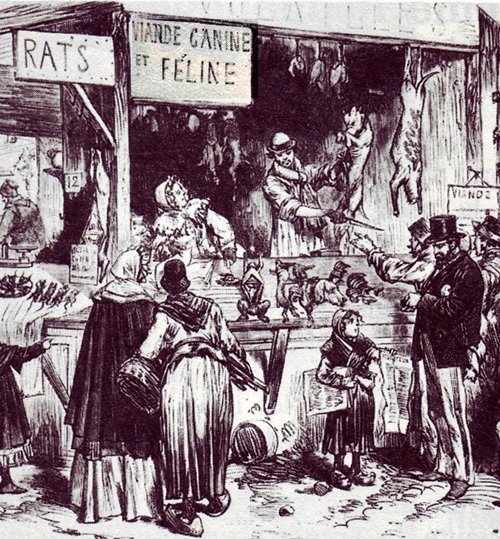 RATS
VIANDE CANINE
ET FÉLINE
12
VIANDE